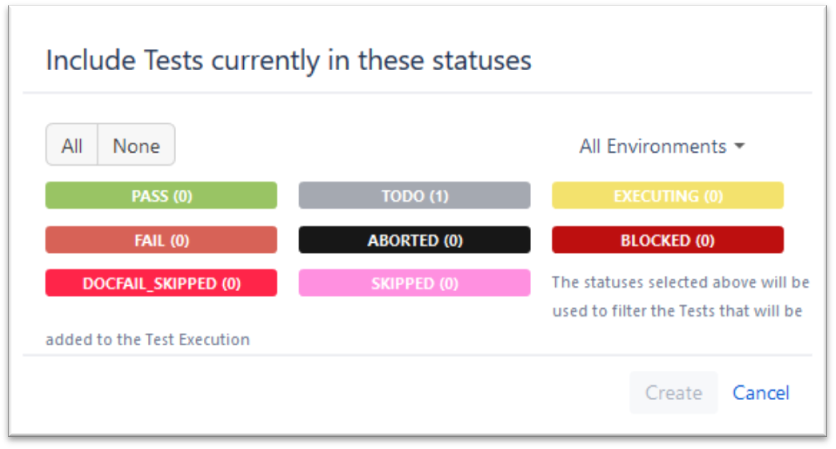 Include Tests currently in these statuses
All None All Environments
PASS (0) TODO (1) EXECUTING (0)
FAIL (0) ABORTED (0) BLOCKED (0)
DOCFAIL_SKIPPED (0) SKIPPED (0) The statuses selected above will be
used to filter the Tests that will be
added to the Test Execution
Create Cancel